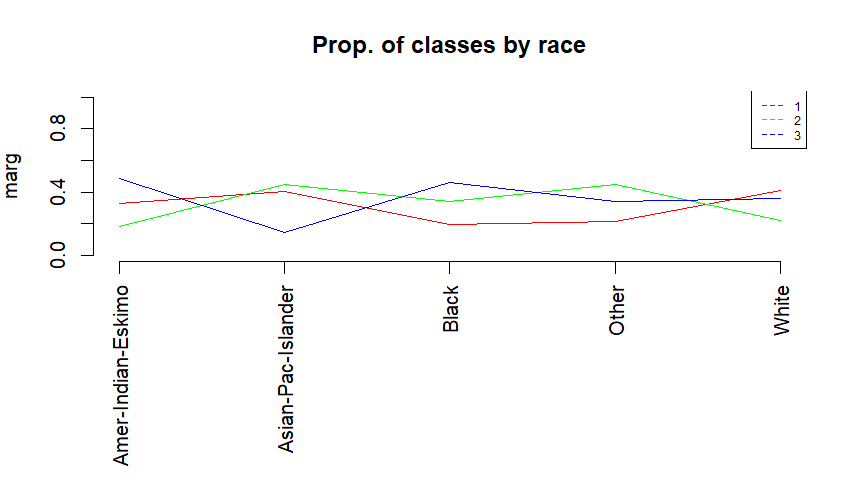 Prop. of classes by race
marg
0.8
0.4
0.0
1
2
3
Amer-Indian-Eskimo
Asian-Pac-Islander
Black
Other
White